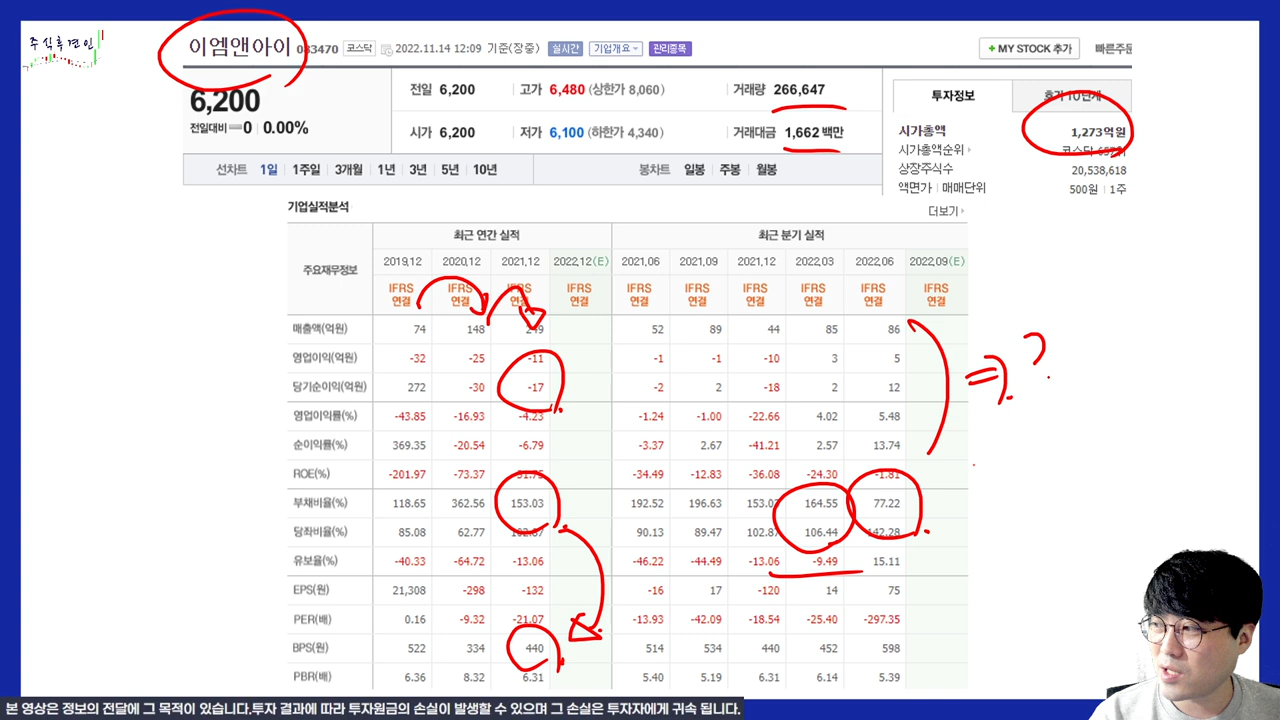 주식후견인
이엠앤아이 083470 코스닥 2022.11.14 12:09 기준(장중) 실시간 기업개요 관리종목
+ MY STOCK 추가 빠른주문
6,200
전일대비 0 0.00%
전일 6,200 고가 6,480 (상한가 8,060) 거래량 266,647
시가 6,200 저가 6,100 (하한가 4,340) 거래대금 1,662 백만
선차트 1일 1주일 3개월 1년 3년 5년 10년 봉차트 일봉 주봉 월봉
투자정보 호가 10단계
시가총액 1,273억원
시가총액순위 코스닥
상장주식수 20,538,618
액면가 매매단위 500원 1주
기업실적분석 더보기
주요재무정보 최근 연간 실적 최근 분기 실적
2019.12 2020.12 2021.12 2022.12(E) 2021.06 2021.09 2021.12 2022.03 2022.06 2022.09(E)
IFRS IFRS IFRS IFRS IFRS IFRS IFRS IFRS IFRS IFRS
연결 연결 연결 연결 연결 연결 연결 연결 연결 연결
매출액(억원) 74 148 249 52 89 44 85 86
영업이익(억원) -32 -25 -11 -1 -1 -10 3 5
당기순이익(억원) 272 -30 -17 -2 2 -18 2 12
영업이익률(%) -43.85 -16.93 -4.23 -1.24 -1.00 -22.66 4.02 5.48
순이익률(%) 369.35 -20.54 -6.79 -3.37 2.67 -41.21 2.57 13.74
ROE(%) -201.97 -73.37 -31.75 -34.49 -12.83 -36.08 -24.30 -1.81
부채비율(%) 118.65 362.56 153.03 192.52 196.63 153.03 164.55 77.22
당좌비율(%) 85.08 62.77 102.87 90.13 89.47 102.87 106.44 142.28
유보율(%) -40.33 -64.72 -13.06 -46.22 -44.49 -13.06 -9.49 15.11
EPS(원) 21,308 -298 -132 -16 17 -120 14 75
PER(배) 0.16 -9.32 -21.07 -13.93 -42.09 -18.54 -25.40 -297.35
BPS(원) 522 334 440 514 534 440 452 598
PBR(배) 6.36 8.32 6.31 5.40 5.19 6.31 6.14 5.39
?
본 영상은 정보의 전달에 그 목적이 있습니다.투자 결과에 따라 투자원금의 손실이 발생할 수 있으며 그 손실은 투자자에게 귀속 됩니다.